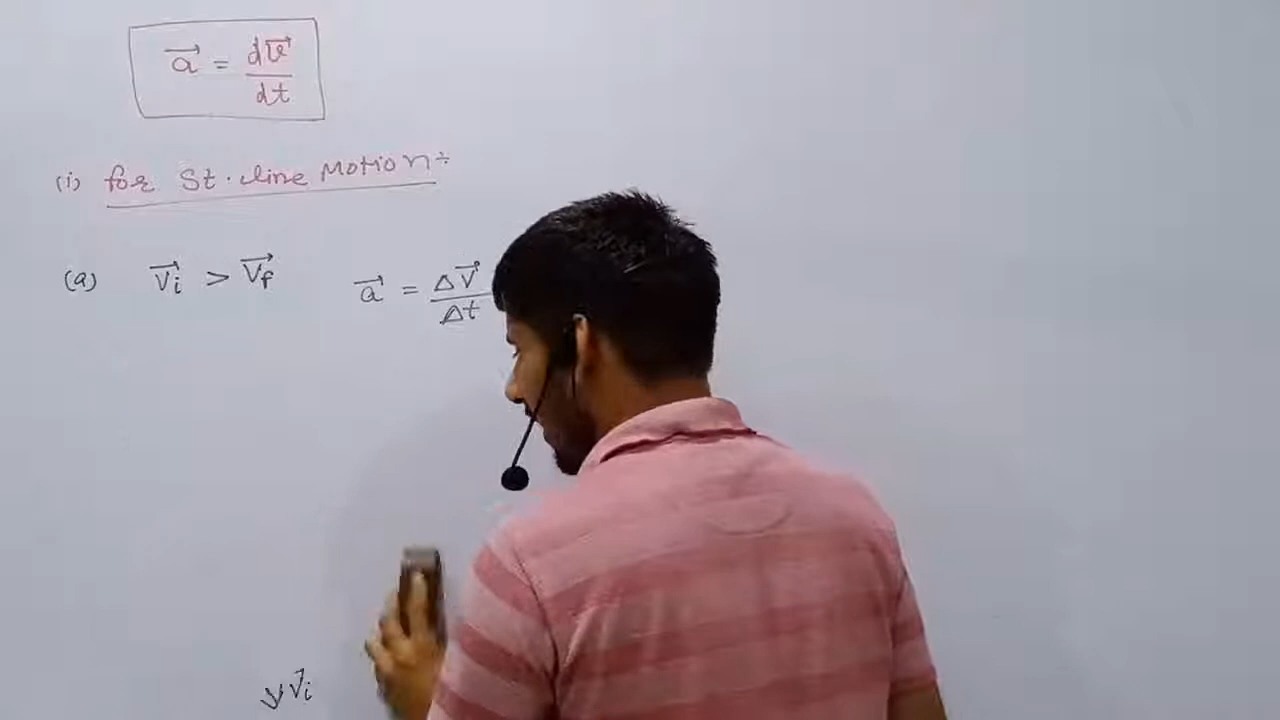 a⃗ = dv⃗/dt
(i) for St. line Motion ÷
(a) v⃗i > v⃗f a⃗ = Δv⃗/Δt
v⃗i